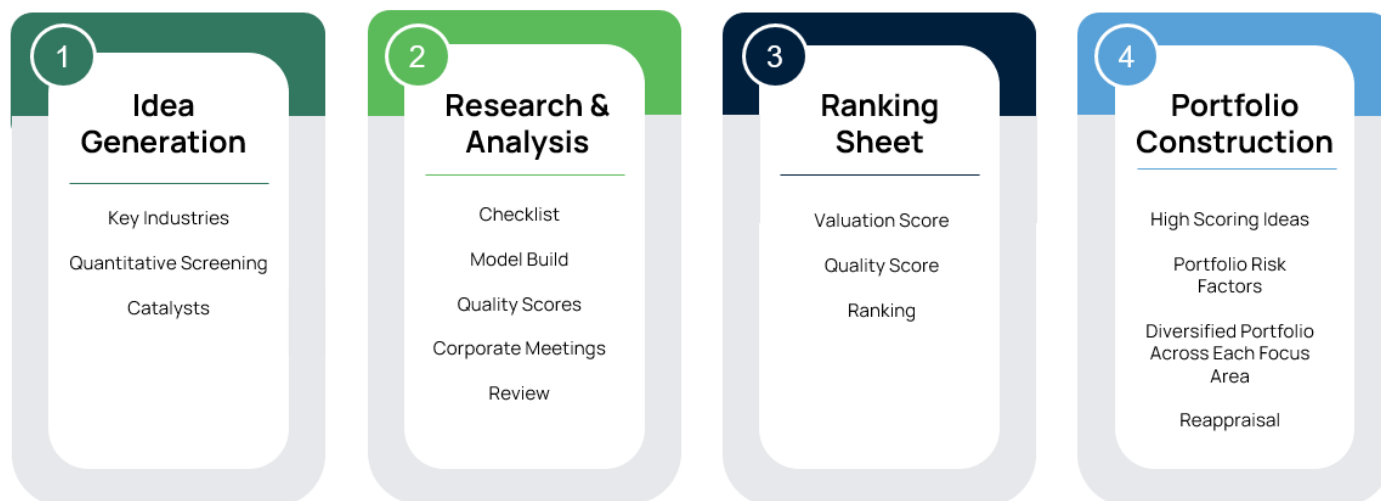 1
Idea
Generation
Key Industries
Quantitative Screening
Catalysts
2
Research &
Analysis
Checklist
Model Build
Quality Scores
Corporate Meetings
Review
3
Ranking
Sheet
Valuation Score
Quality Score
Ranking
4
Portfolio
Construction
High Scoring Ideas
Portfolio Risk
Factors
Diversified Portfolio
Across Each Focus
Area
Reappraisal